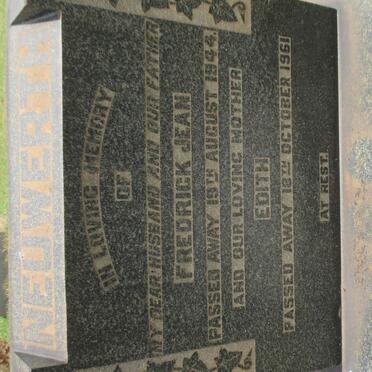 NEUWERTH
IN LOVING MEMORY
OF
MY DEAR HUSBAND AND OUR FATHER
FREDRICK JEAN
PASSED AWAY 19TH AUGUST 1944.
AND OUR LOVING MOTHER
EDITH
PASSED AWAY 18TH OCTOBER 1961
AT REST.